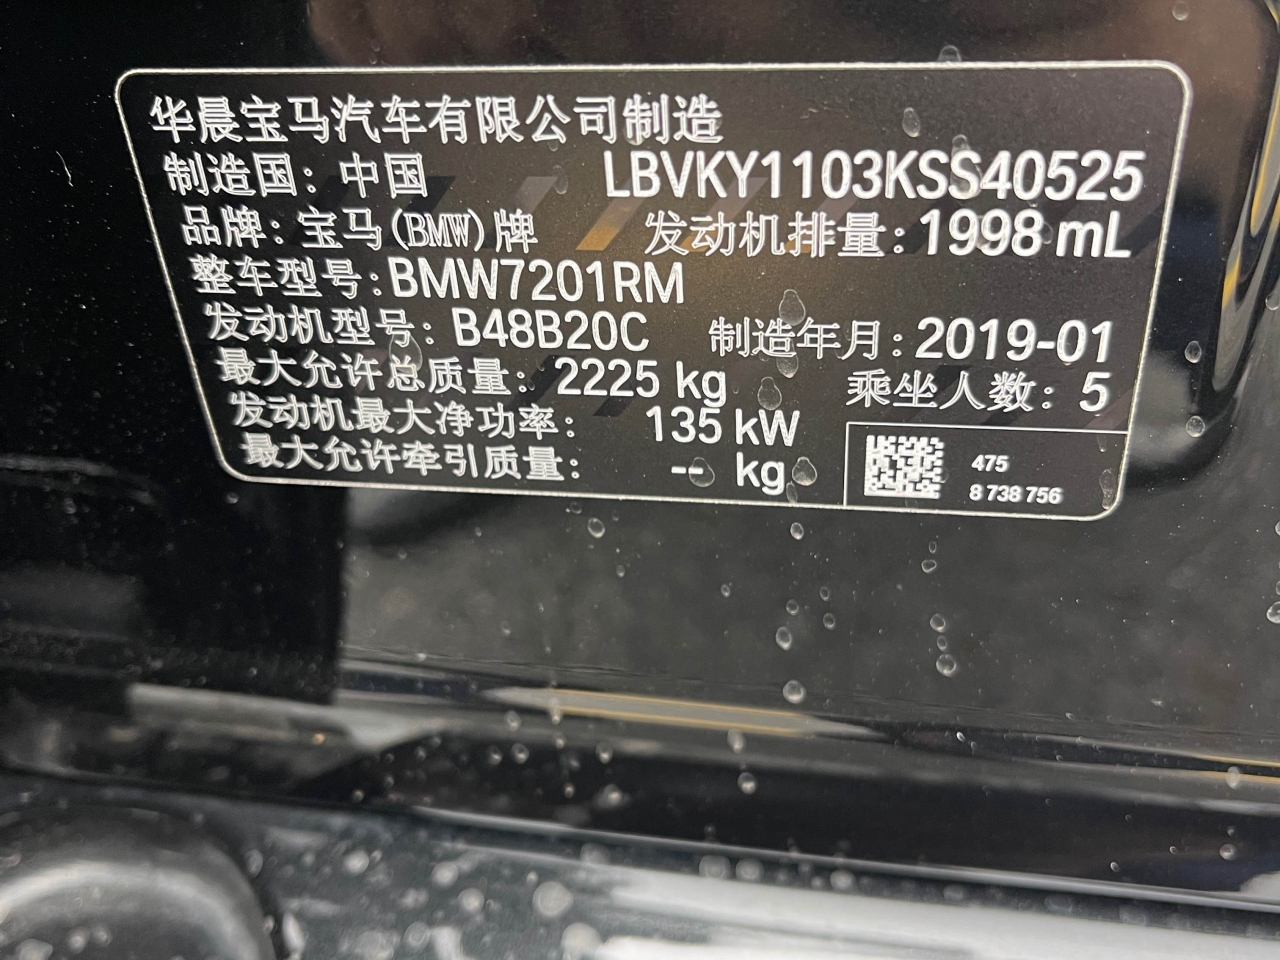 华晨宝马汽车有限公司制造
制造国：中国 LBVKY1103KSS40525
品牌：宝马(BMW)牌 发动机排量：1998 mL
整车型号：BMW7201RM
发动机型号：B48B20C 制造年月：2019-01
最大允许总质量：2225 kg 乘坐人数：5
发动机最大净功率：135 kW
最大允许牵引质量：-- kg
475
8 738 756